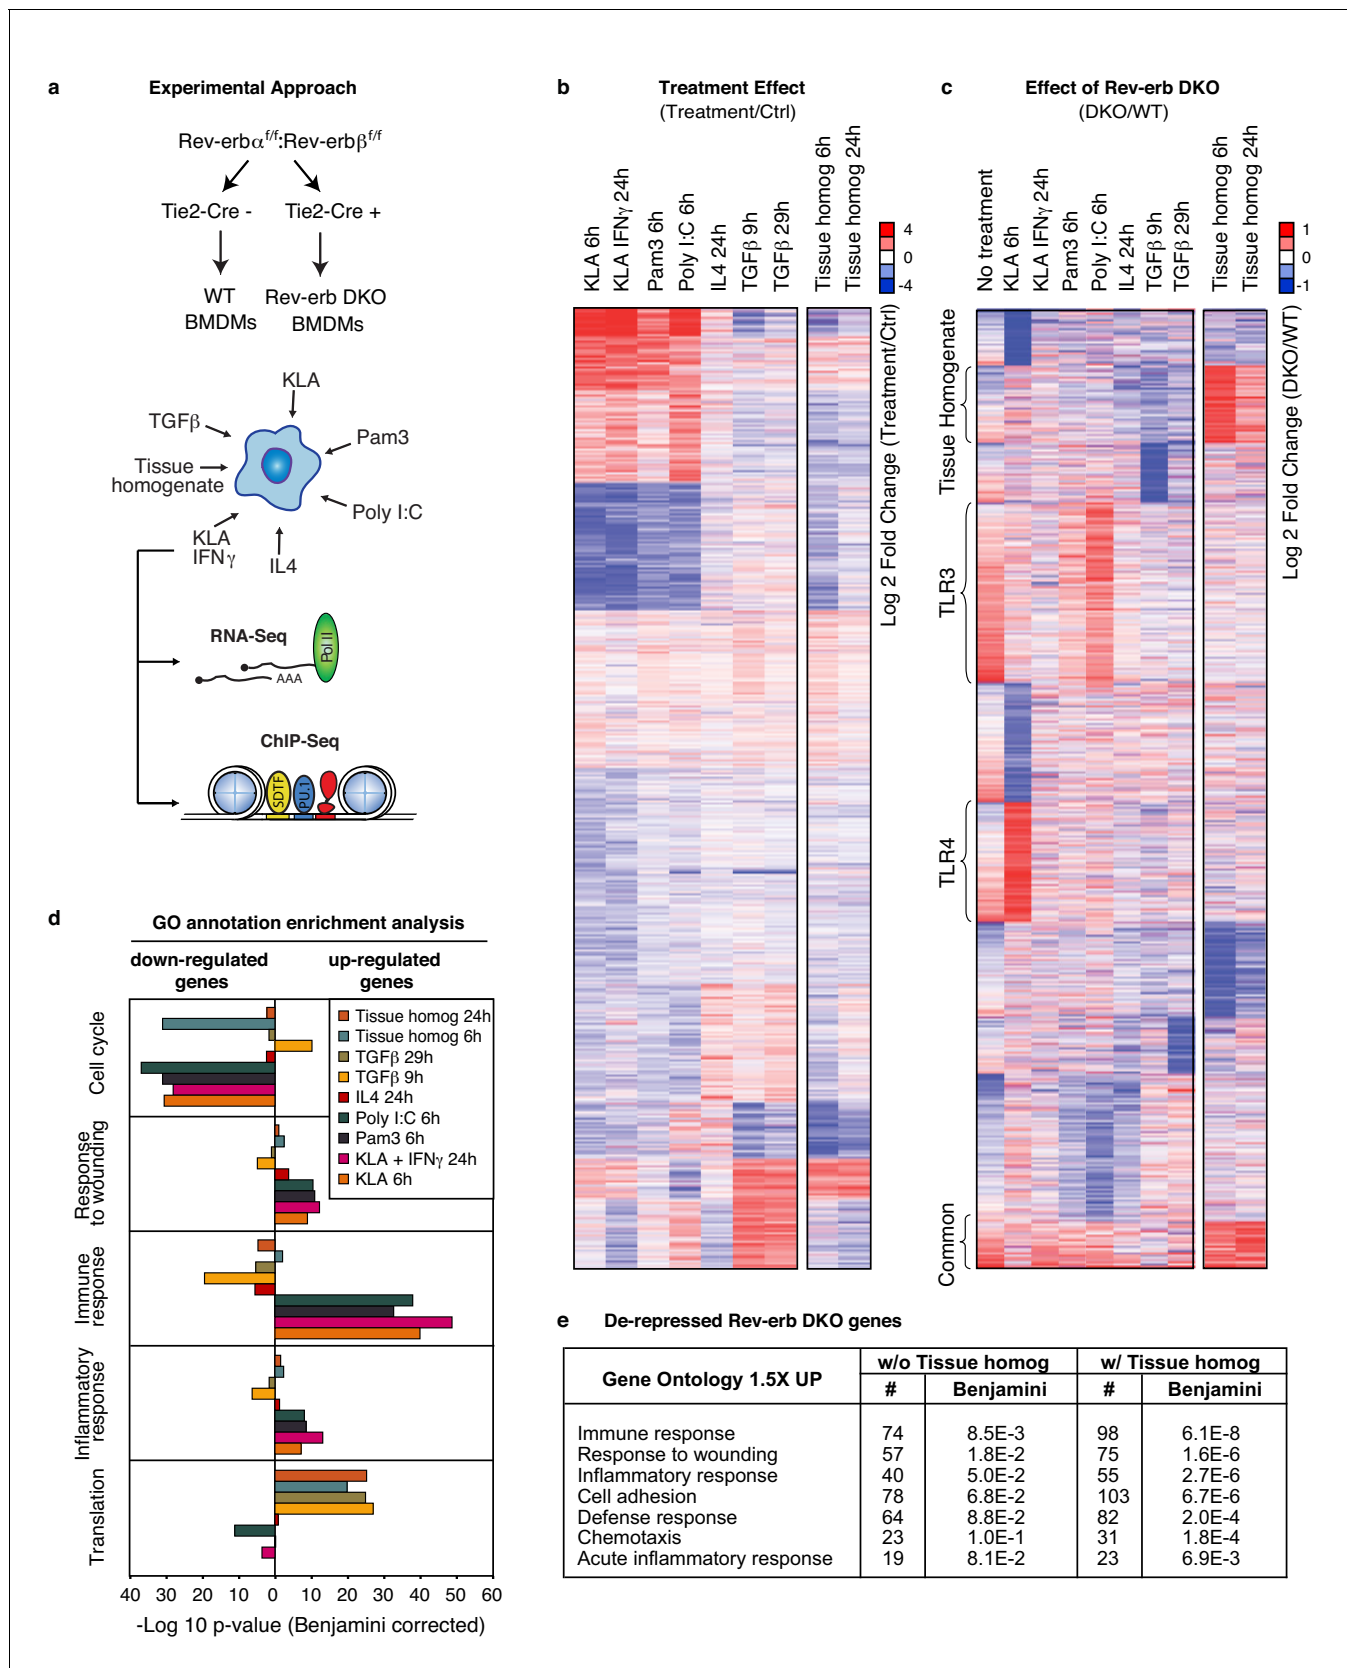 a
Experimental Approach
Rev-erbα^f/f:Rev-erbβ^f/f
Tie2-Cre -
Tie2-Cre +
WT
BMDMs
Rev-erb DKO
BMDMs
KLA
TGFβ
Pam3
Tissue
homogenate
Poly I:C
KLA
IFNγ
IL4
RNA-Seq
Pol II
AAA
ChIP-Seq
SDTF
PU.1
b
Treatment Effect
(Treatment/Ctrl)
KLA 6h
KLA IFNγ 24h
Pam3 6h
Poly I:C 6h
IL4 24h
TGFβ 9h
TGFβ 29h
Tissue homog 6h
Tissue homog 24h
4
0
-4
Log 2 Fold Change (Treatment/Ctrl)
c
Effect of Rev-erb DKO
(DKO/WT)
No treatment
KLA 6h
KLA IFNγ 24h
Pam3 6h
Poly I:C 6h
IL4 24h
TGFβ 9h
TGFβ 29h
Tissue homog 6h
Tissue homog 24h
1
0
-1
Log 2 Fold Change (DKO/WT)
Tissue Homogenate
TLR3
TLR4
Common
d
GO annotation enrichment analysis
down-regulated
genes
up-regulated
genes
Tissue homog 24h
Tissue homog 6h
TGFβ 29h
TGFβ 9h
IL4 24h
Poly I:C 6h
Pam3 6h
KLA + IFNγ 24h
KLA 6h
Cell cycle
Response
to wounding
Immune
response
Inflammatory
response
Translation
40 30 20 10 0 10 20 30 40 50 60
-Log 10 p-value (Benjamini corrected)
e
De-repressed Rev-erb DKO genes
Gene Ontology 1.5X UP
w/o Tissue homog
w/ Tissue homog
# Benjamini # Benjamini
Immune response 74 8.5E-3 98 6.1E-8
Response to wounding 57 1.8E-2 75 1.6E-6
Inflammatory response 40 5.0E-2 55 2.7E-6
Cell adhesion 78 6.8E-2 103 6.7E-6
Defense response 64 8.8E-2 82 2.0E-4
Chemotaxis 23 1.0E-1 31 1.8E-4
Acute inflammatory response 19 8.1E-2 23 6.9E-3